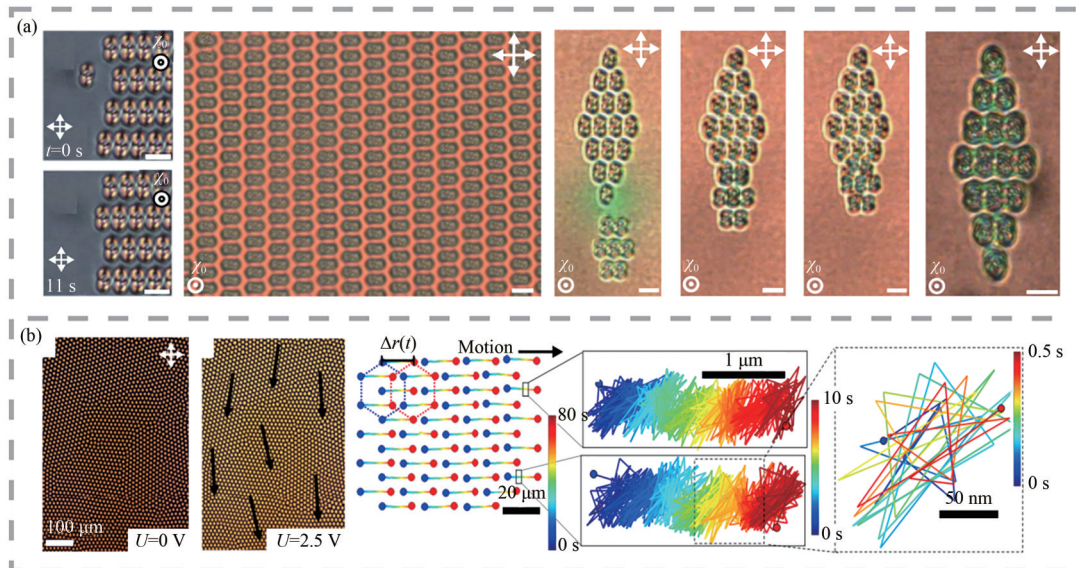 (a)
χ₀
t=0 s
χ₀
11 s
χ₀
χ₀
χ₀
χ₀
χ₀
(b)
100 μm
U=0 V
U=2.5 V
Δr(t)
Motion
80 s
0 s
20 μm
1 μm
10 s
0 s
0.5 s
0 s
50 nm